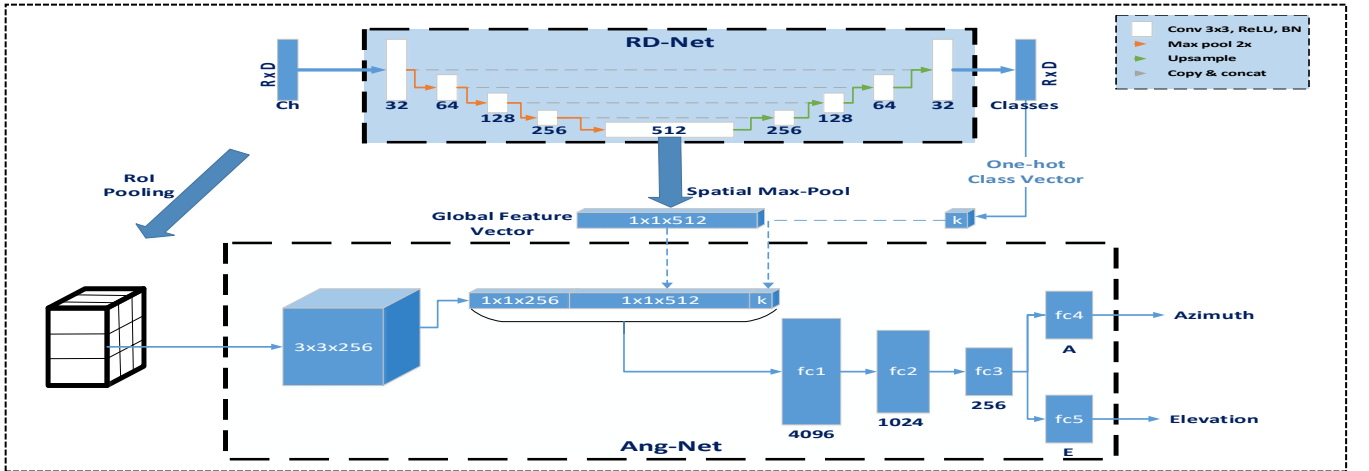 RD-Net
RxD
Ch
32
64
128
256
512
256
128
64
32
RxD
Classes
Conv 3x3, ReLU, BN
Max pool 2x
Upsample
Copy & concat
RoI
Pooling
Spatial Max-Pool
One-hot
Class Vector
Global Feature
Vector
1x1x512
k
3x3x256
1x1x256
1x1x512
k
fc1
4096
fc2
1024
fc3
256
fc4
A
Azimuth
fc5
E
Elevation
Ang-Net